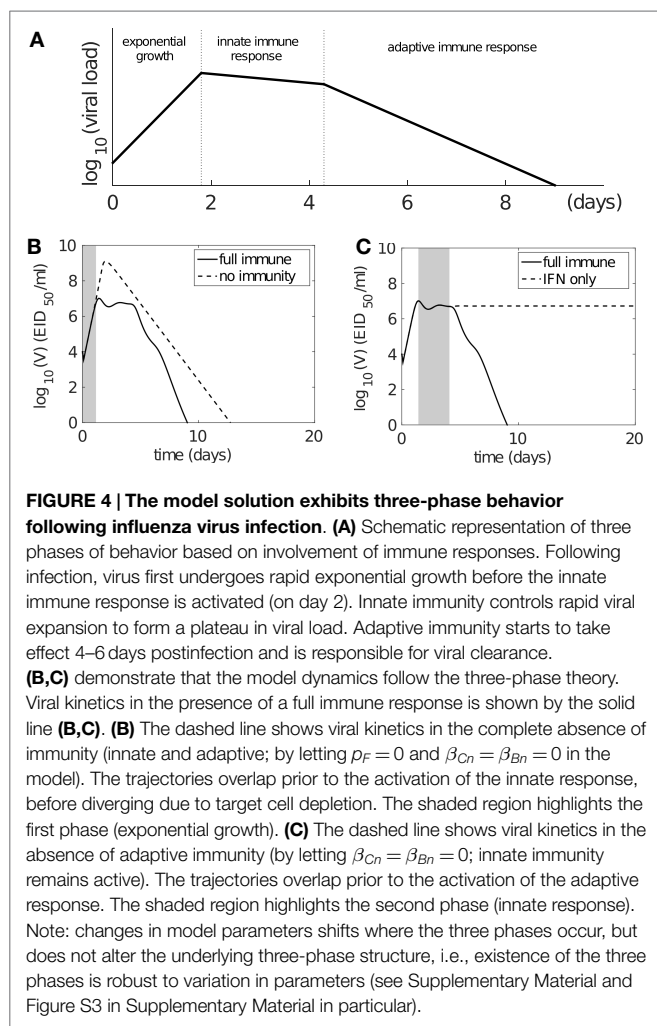 A
exponential growth
innate immune response
adaptive immune response
log 10 (viral load)
0 2 4 6 8 (days)
B
C
log10(V) (EID50/ml)
10
8
6
4
2
0
0 10 20
time (days)
full immune
no immunity
log10(V) (EID50/ml)
10
8
6
4
2
0
0 10 20
time (days)
full immune
IFN only
FIGURE 4 | The model solution exhibits three-phase behavior
following influenza virus infection. (A) Schematic representation of three
phases of behavior based on involvement of immune responses. Following
infection, virus first undergoes rapid exponential growth before the innate
immune response is activated (on day 2). Innate immunity controls rapid viral
expansion to form a plateau in viral load. Adaptive immunity starts to take
effect 4–6 days postinfection and is responsible for viral clearance.
(B,C) demonstrate that the model dynamics follow the three-phase theory.
Viral kinetics in the presence of a full immune response is shown by the solid
line (B,C). (B) The dashed line shows viral kinetics in the complete absence of
immunity (innate and adaptive; by letting pF = 0 and βCn = βBn = 0 in the
model). The trajectories overlap prior to the activation of the innate response,
before diverging due to target cell depletion. The shaded region highlights the
first phase (exponential growth). (C) The dashed line shows viral kinetics in the
absence of adaptive immunity (by letting βCn = βBn = 0; innate immunity
remains active). The trajectories overlap prior to the activation of the adaptive
response. The shaded region highlights the second phase (innate response).
Note: changes in model parameters shifts where the three phases occur, but
does not alter the underlying three-phase structure, i.e., existence of the three
phases is robust to variation in parameters (see Supplementary Material and
Figure S3 in Supplementary Material in particular).